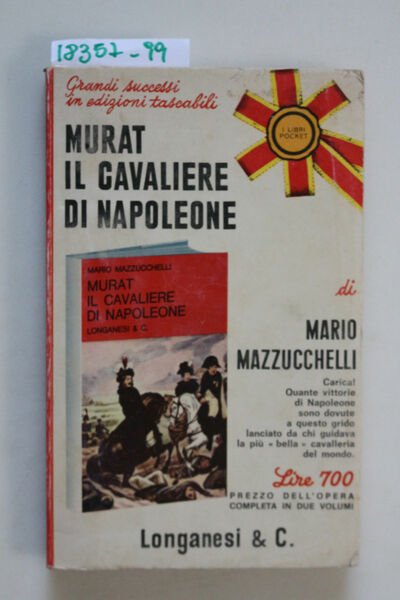 18357-99
Grandi successi
in edizioni tascabili
I LIBRI
POCKET
MURAT
IL CAVALIERE
DI NAPOLEONE
MARIO MAZZUCCHELLI
MURAT
IL CAVALIERE
DI NAPOLEONE
LONGANESI & C.
di
MARIO
MAZZUCCHELLI
Carica!
Quante vittorie
di Napoleone
sono dovute
a questo grido
lanciato da chi guidava
la più « bella » cavalleria
del mondo.
Lire 700
PREZZO DELL'OPERA
COMPLETA IN DUE VOLUMI
Longanesi & C.